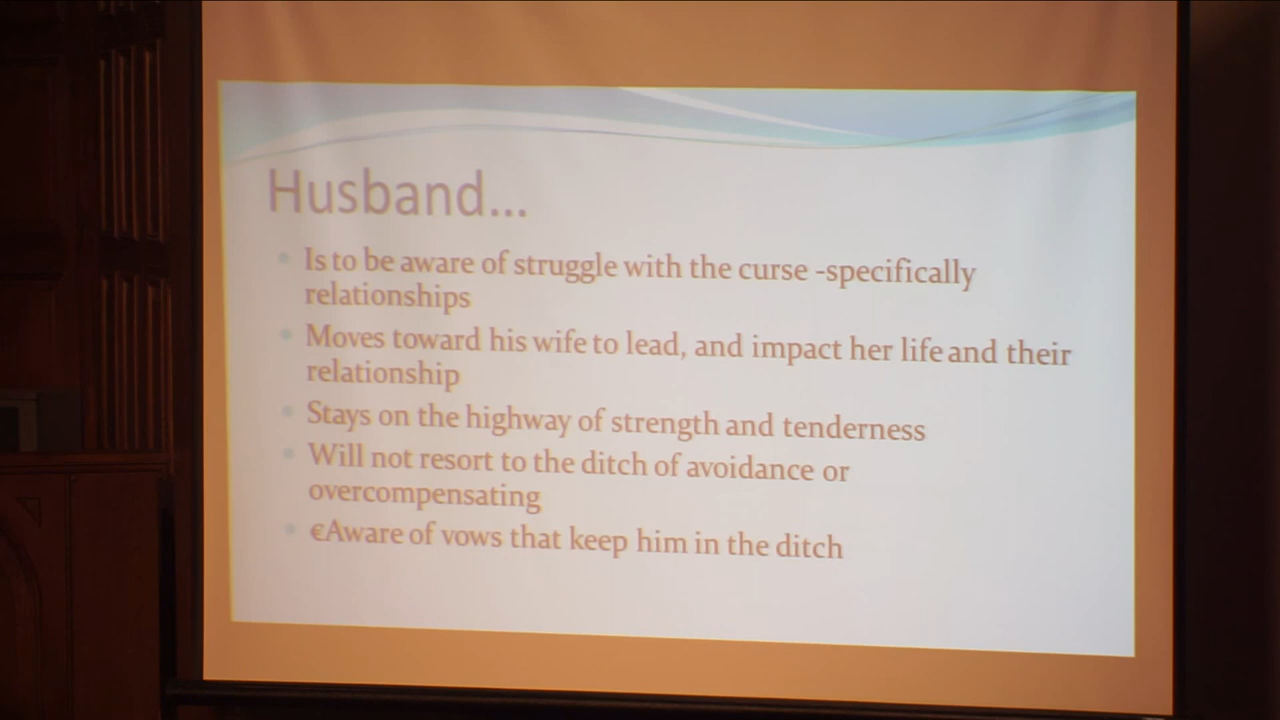 Husband...
Is to be aware of struggle with the curse -specifically
relationships
Moves toward his wife to lead, and impact her life and their
relationship
Stays on the highway of strength and tenderness
Will not resort to the ditch of avoidance or
overcompensating
€Aware of vows that keep him in the ditch